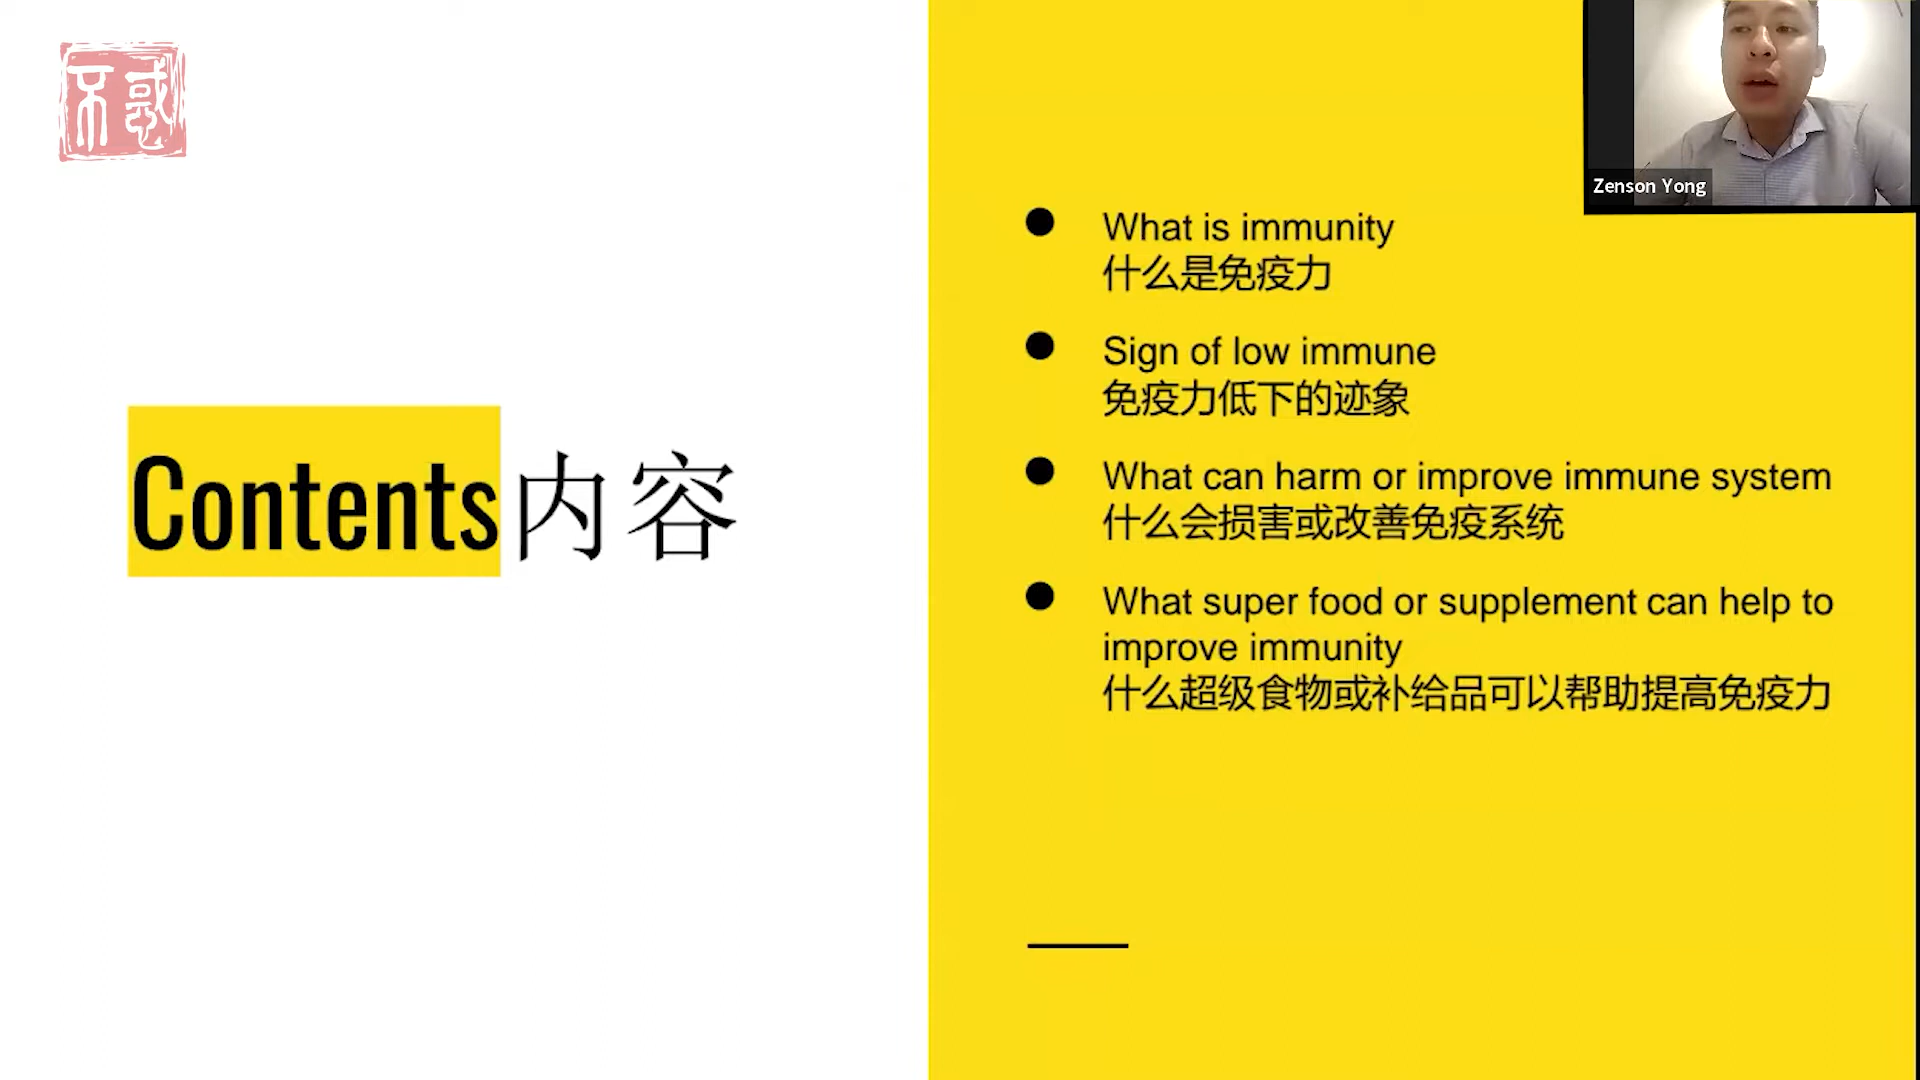 不惑
Contents内容
What is immunity
什么是免疫力
Sign of low immune
免疫力低下的迹象
What can harm or improve immune system
什么会损害或改善免疫系统
What super food or supplement can help to
improve immunity
什么超级食物或补给品可以帮助提高免疫力
Zenson Yong